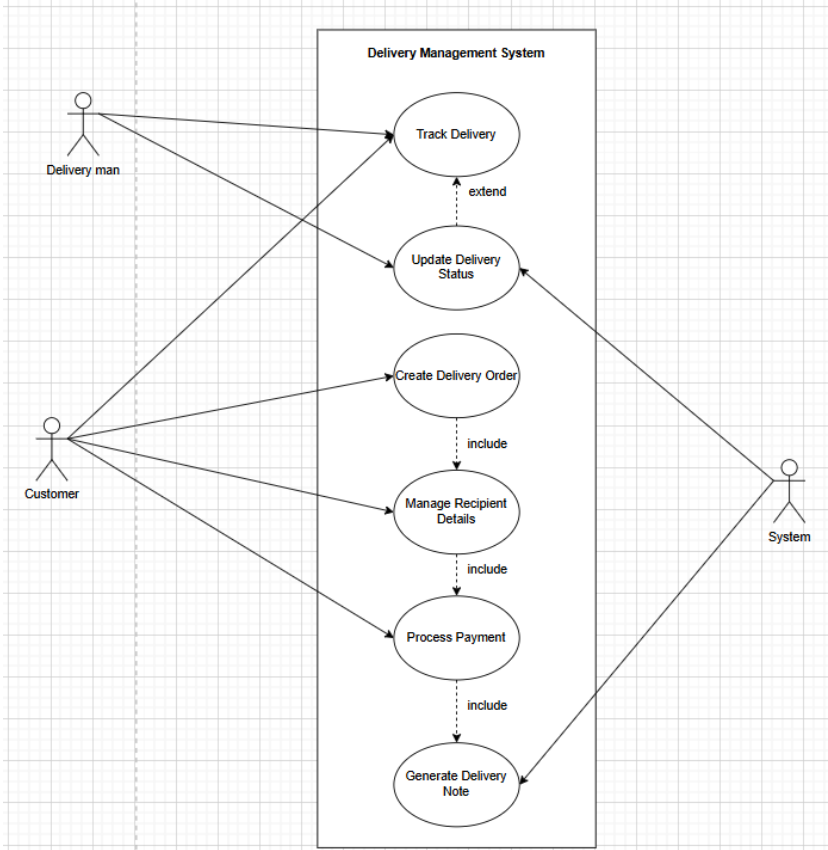 Delivery Management System
Delivery man
Track Delivery
extend
Update Delivery
Status
Create Delivery Order
include
Customer
Manage Recipient
Details
System
include
Process Payment
include
Generate Delivery
Note